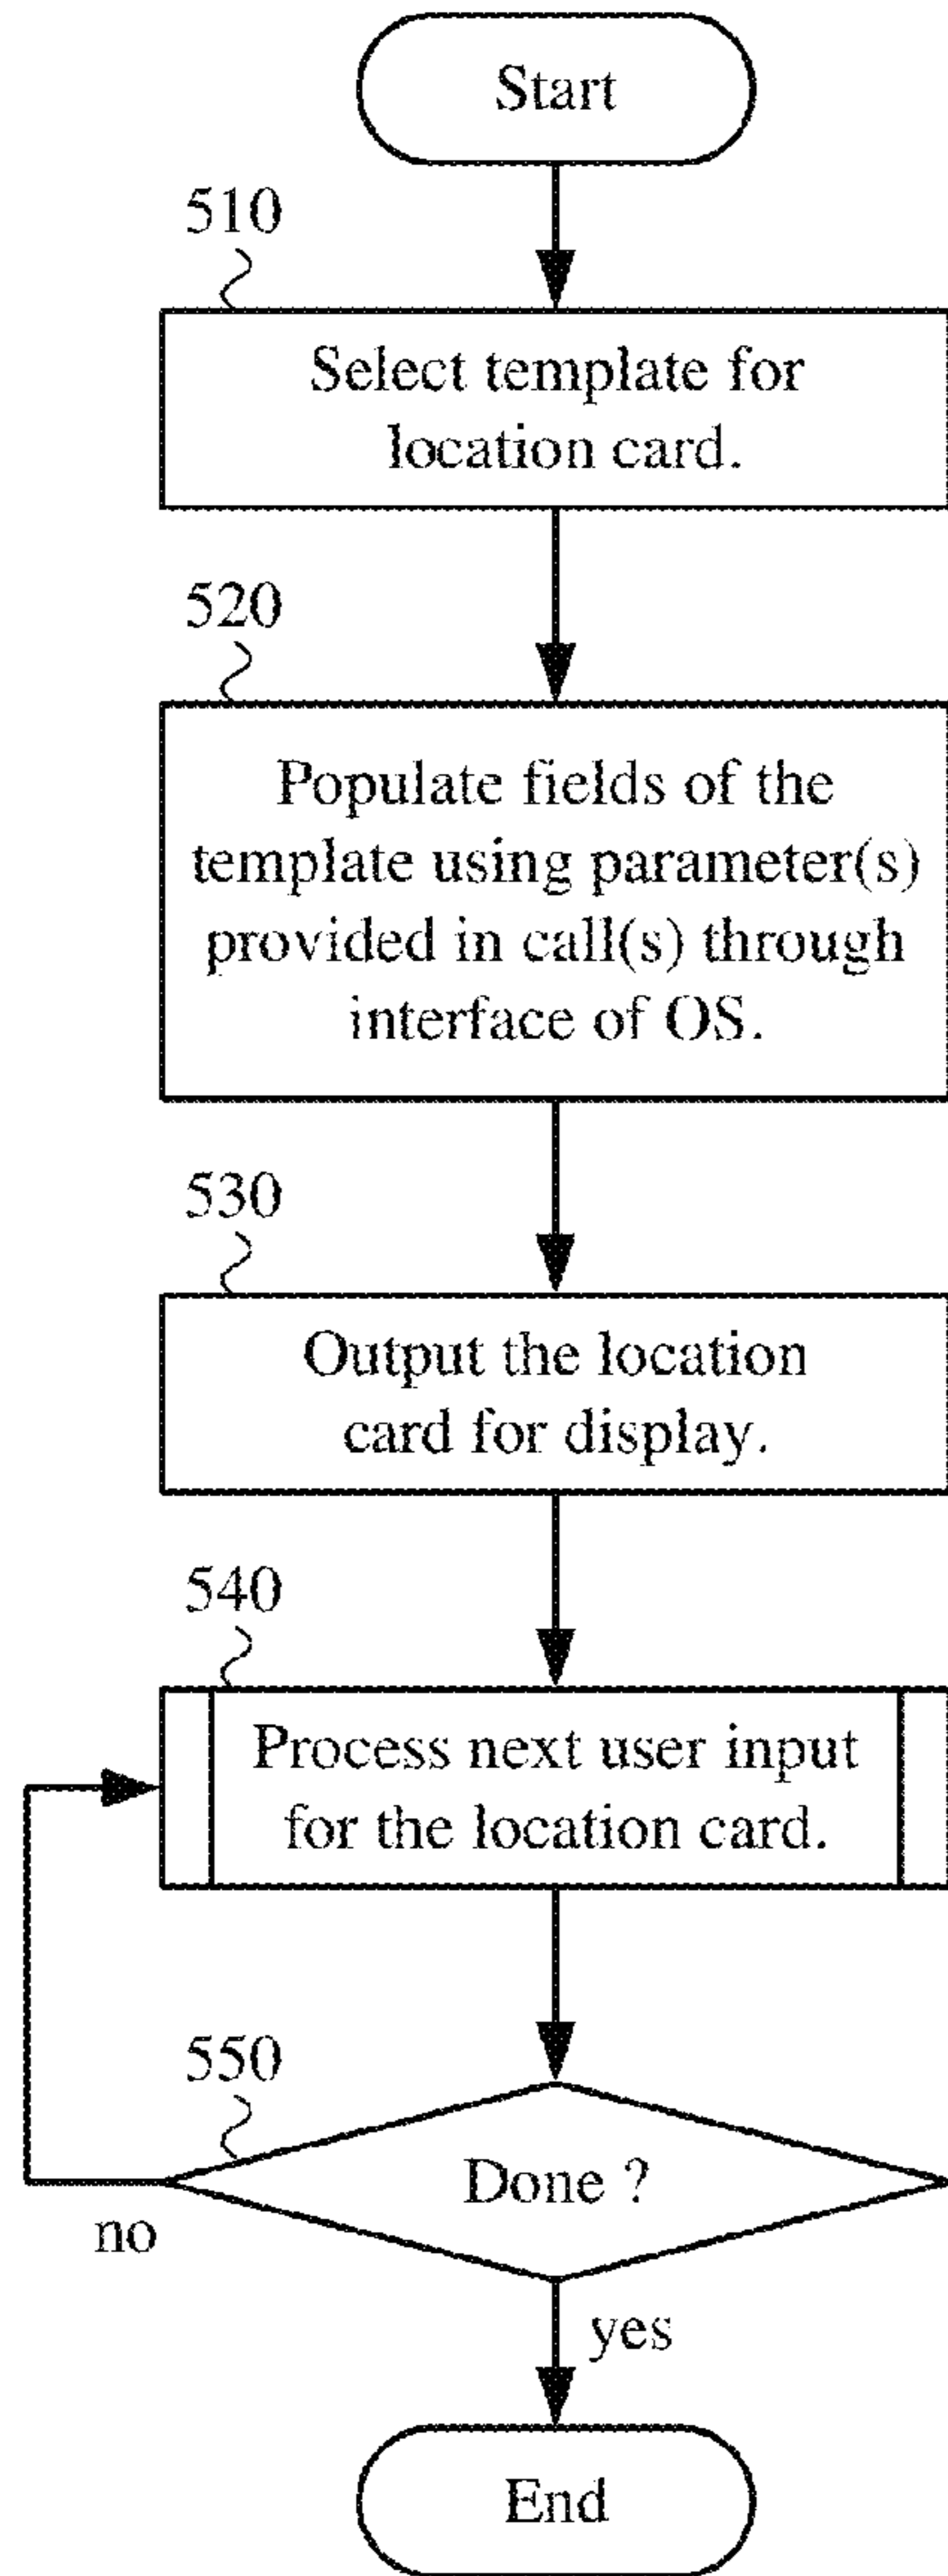 Start
510
Select template for
location card.
520
Populate fields of the
template using parameter(s)
provided in call(s) through
interface of OS.
530
Output the location
card for display.
540
Process next user input
for the location card.
550
Done ?
no
yes
End